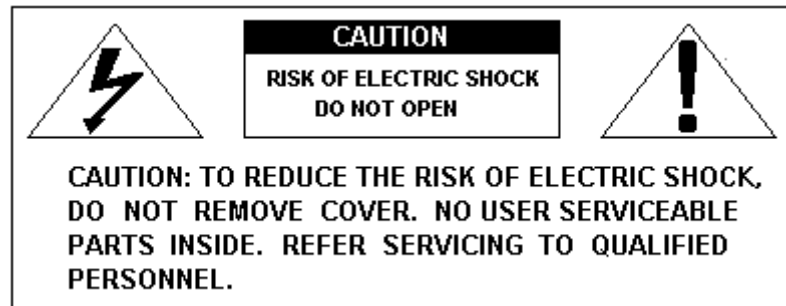 CAUTION
RISK OF ELECTRIC SHOCK
DO NOT OPEN
CAUTION: TO REDUCE THE RISK OF ELECTRIC SHOCK,
DO NOT REMOVE COVER. NO USER SERVICEABLE
PARTS INSIDE. REFER SERVICING TO QUALIFIED
PERSONNEL.